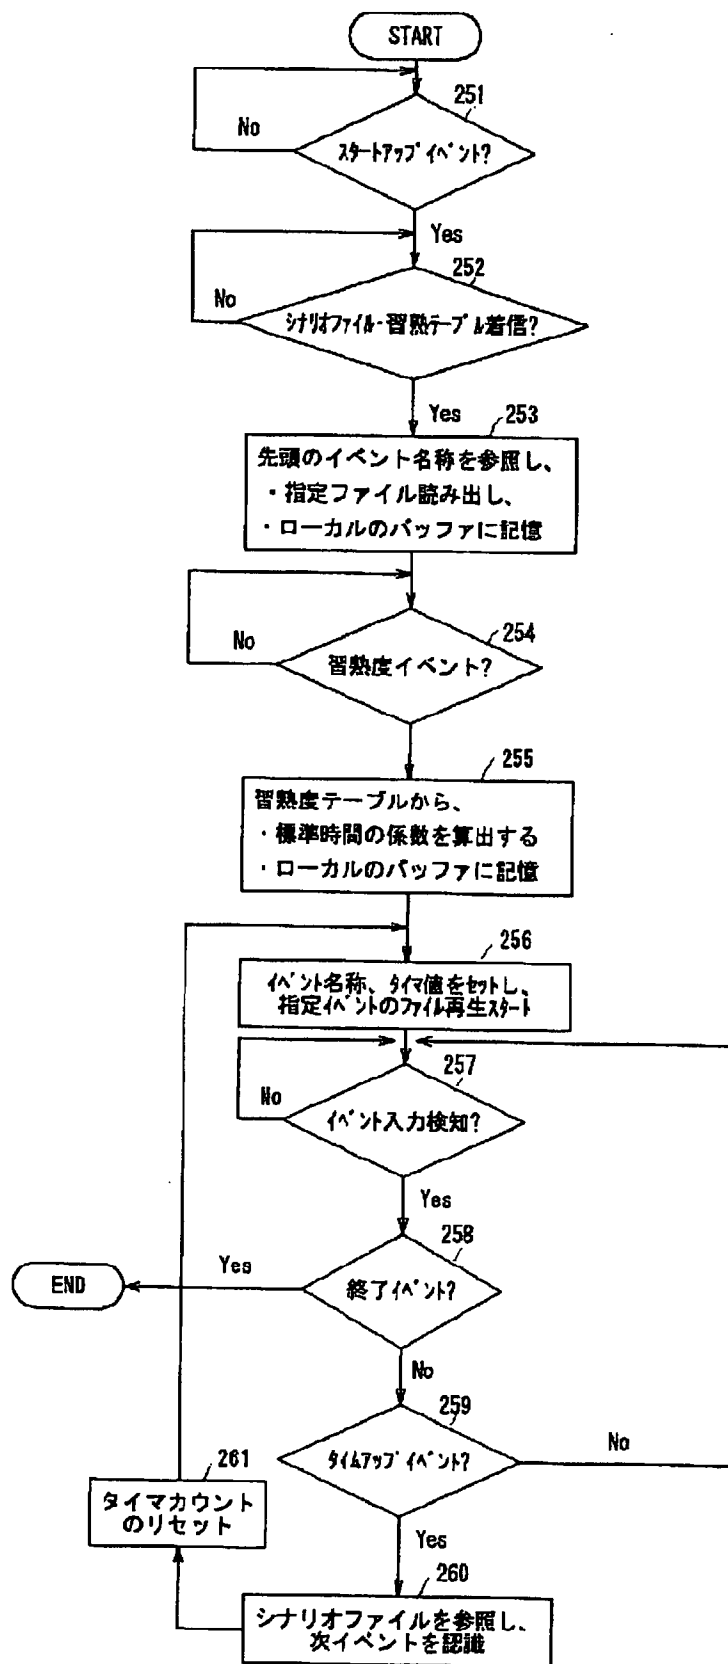 START
251
No
スタートアップイベント?
Yes
252
No
シナリオファイル・習熟テーブル着信?
Yes
253
先頭のイベント名称を参照し、
・指定ファイル読み出し、
・ローカルのバッファに記憶
254
No
習熟度イベント?
255
習熟度テーブルから、
・標準時間の係数を算出する
・ローカルのバッファに記憶
256
イベント名称、タイマ値をセットし、
指定イベントのファイル再生スタート
257
No
イベント入力検知?
Yes
258
Yes
END
終了イベント?
No
259
タイムアップイベント?
No
261
タイマカウント
のリセット
Yes
260
シナリオファイルを参照し、
次イベントを認識